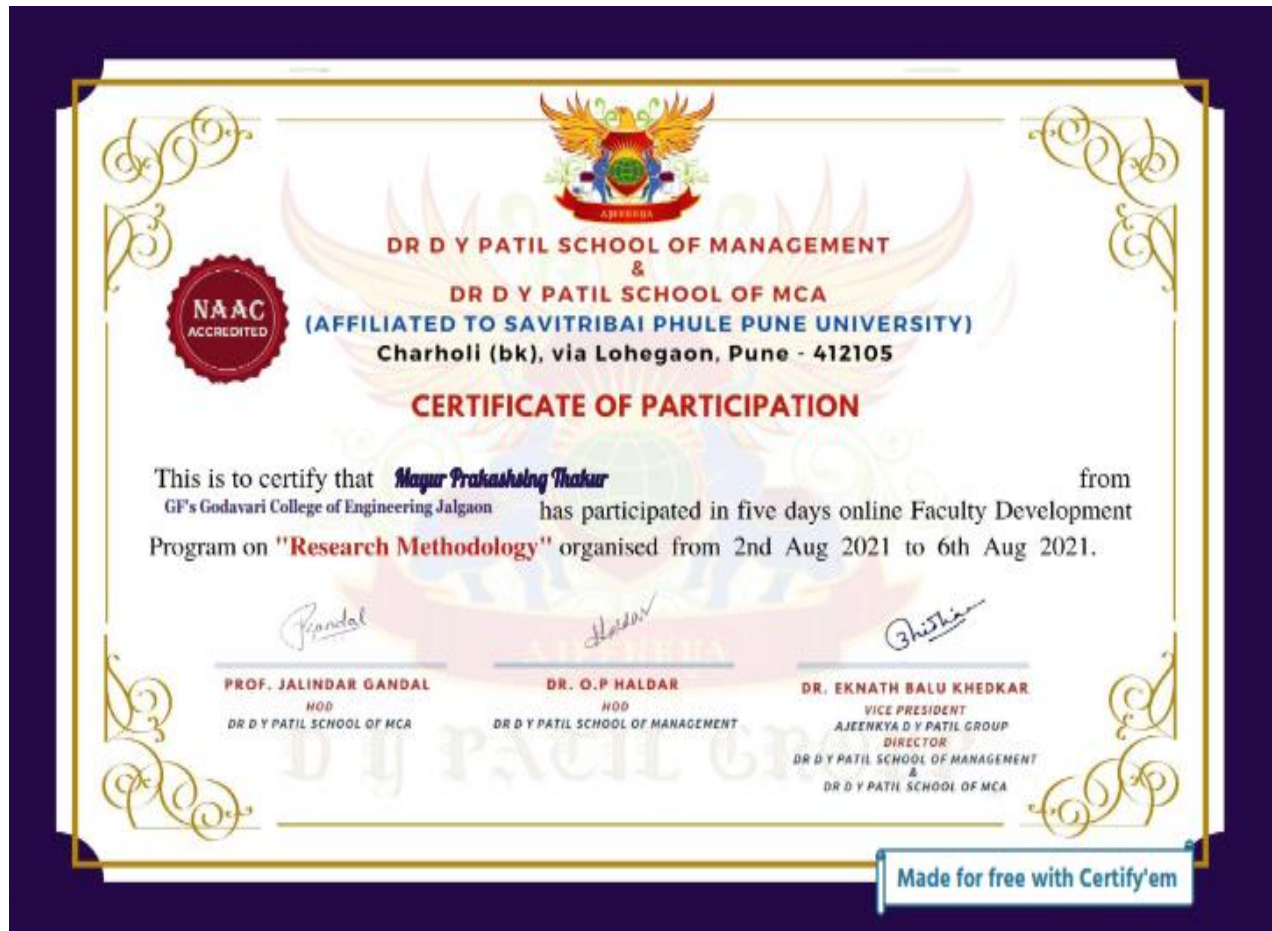 AJEENKYA
DR D Y PATIL SCHOOL OF MANAGEMENT
&
DR D Y PATIL SCHOOL OF MCA
(AFFILIATED TO SAVITRIBAI PHULE PUNE UNIVERSITY)
Charholi (bk), via Lohegaon, Pune - 412105
NAAC
ACCREDITED
CERTIFICATE OF PARTICIPATION
This is to certify that Mayur Prakashsing Thakur from
GF's Godavari College of Engineering Jalgaon has participated in five days online Faculty Development
Program on "Research Methodology" organised from 2nd Aug 2021 to 6th Aug 2021.
AJEENKYA
PROF. JALINDAR GANDAL
HOD
DR D Y PATIL SCHOOL OF MCA
DR. O.P HALDAR
HOD
DR D Y PATIL SCHOOL OF MANAGEMENT
DR. EKNATH BALU KHEDKAR
VICE PRESIDENT
AJEENKYA D Y PATIL GROUP
DIRECTOR
DR D Y PATIL SCHOOL OF MANAGEMENT
&
DR D Y PATIL SCHOOL OF MCA
D Y PATIL GROUP
Made for free with Certify'em